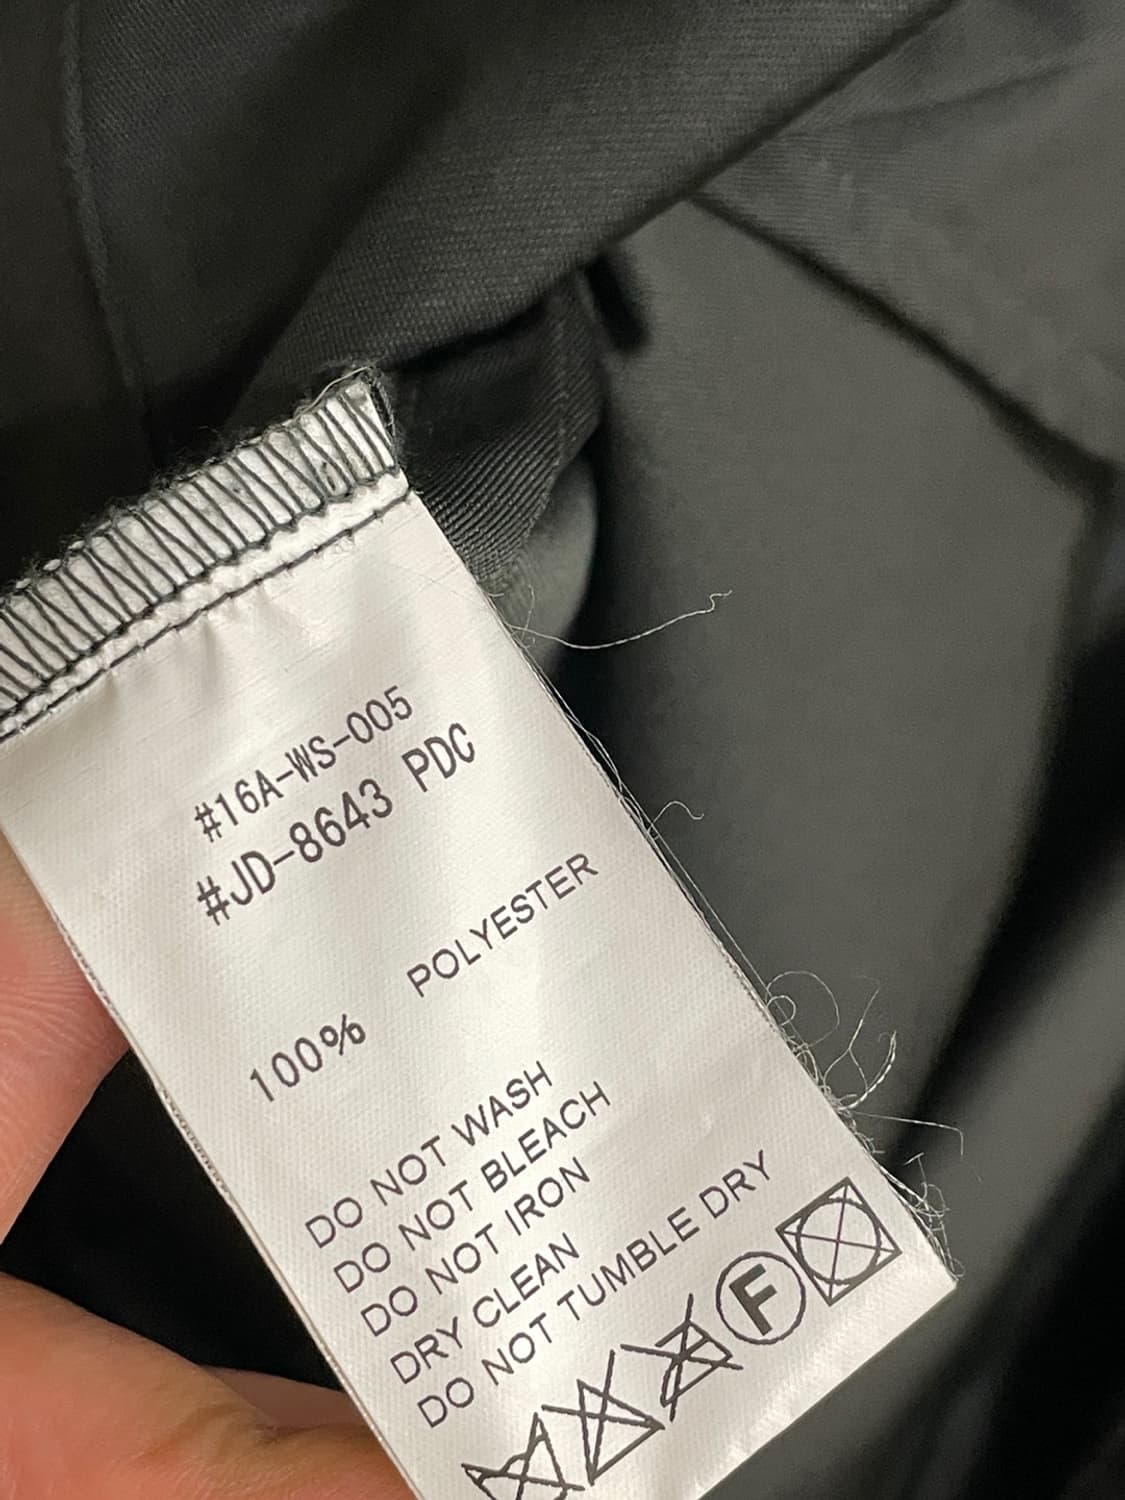 #16A-WS-005
#JD-8643 PDC
100% POLYESTER
DO NOT WASH
DO NOT BLEACH
DO NOT IRON
DRY CLEAN
DO NOT TUMBLE DRY
F